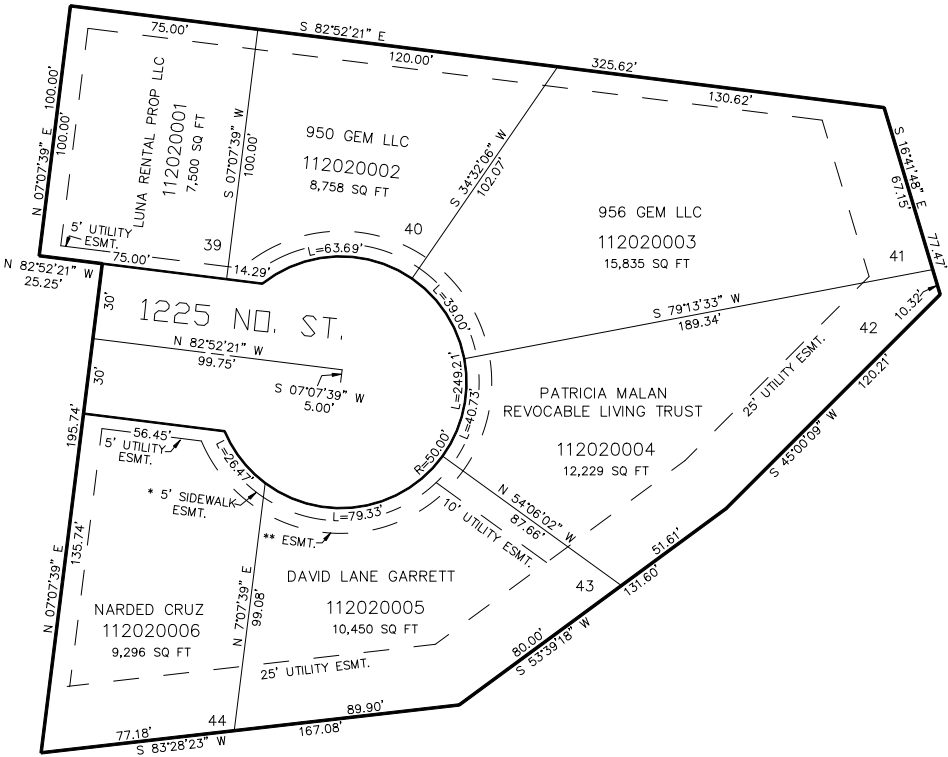 75.00'
S 82°52'21" E
325.62'
120.00'
130.62'
N 07°07'39" E 100.00'
100.00'
LUNA RENTAL PROP LLC
112020001
7,500 SQ FT
S 07°07'39" W
100.00'
950 GEM LLC
112020002
8,758 SQ FT
S 34°32'06" W
102.07'
956 GEM LLC
112020003
15,835 SQ FT
S 16°41'48" E
67.15'
77.47'
10.32'
5' UTILITY
ESMT.
39
40
41
42
75.00'
14.29'
L=63.69'
L=39.00'
N 82°52'21" W
25.25'
30'
1225 NO. ST.
N 82°52'21" W
99.75'
S 07°07'39" W
5.00'
30'
S 79°13'33" W
189.34'
L=249.21'
L=40.73'
R=50.00'
PATRICIA MALAN
REVOCABLE LIVING TRUST
112020004
12,229 SQ FT
25' UTILITY ESMT.
120.21'
S 45°00'09" W
195.74'
56.45'
5' UTILITY
ESMT.
L=26.47'
* 5' SIDEWALK
ESMT.
L=79.33'
** ESMT.
N 54°06'02" W
87.66'
10' UTILITY ESMT.
51.61'
131.60'
43
135.74'
N 07°07'39" E
N 7°07'39" E
99.08'
DAVID LANE GARRETT
112020005
10,450 SQ FT
NARDED CRUZ
112020006
9,296 SQ FT
80.00'
S 53°39'18" W
25' UTILITY ESMT.
44
89.90'
77.18'
167.08'
S 83°28'23" W